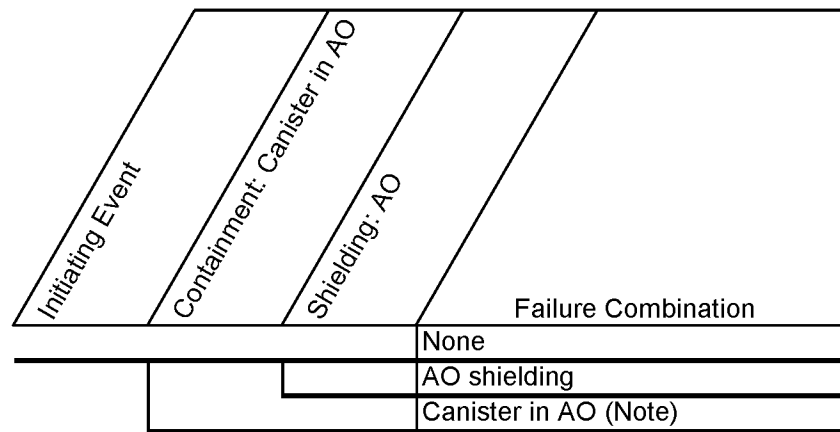 Initiating Event
Containment: Canister in AO
Shielding: AO
Failure Combination
None
AO shielding
Canister in AO (Note)